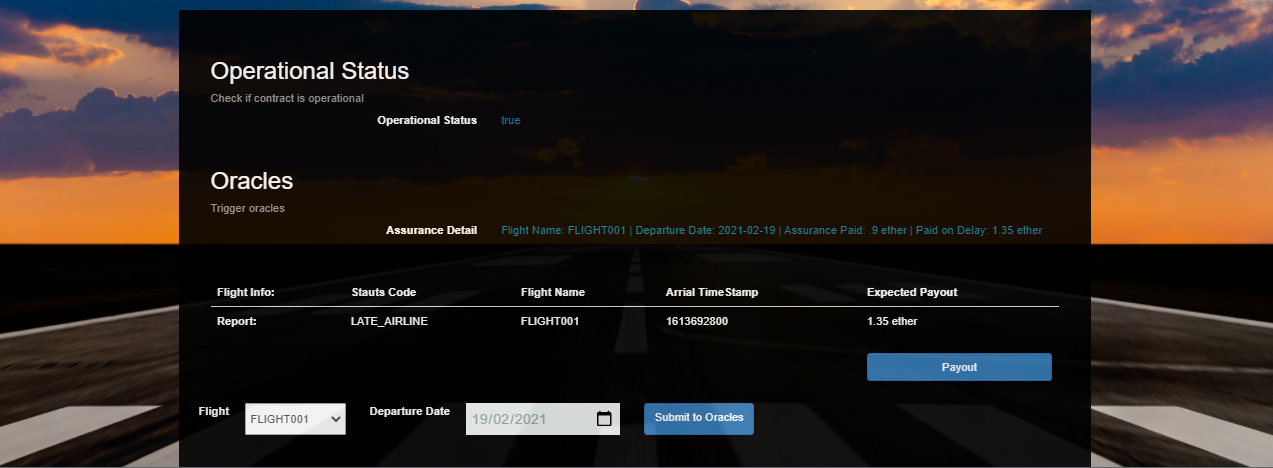 Operational Status
Check if contract is operational
Operational Status true
Oracles
Trigger oracles
Assurance Detail Flight Name: FLIGHT001 | Departure Date: 2021-02-19 | Assurance Paid: .9 ether | Paid on Delay: 1.35 ether
Flight Info: Stauts Code Flight Name Arrial TimeStamp Expected Payout
Report: LATE_AIRLINE FLIGHT001 1613692800 1.35 ether
Payout
Flight FLIGHT001 Departure Date 19/02/2021 Submit to Oracles